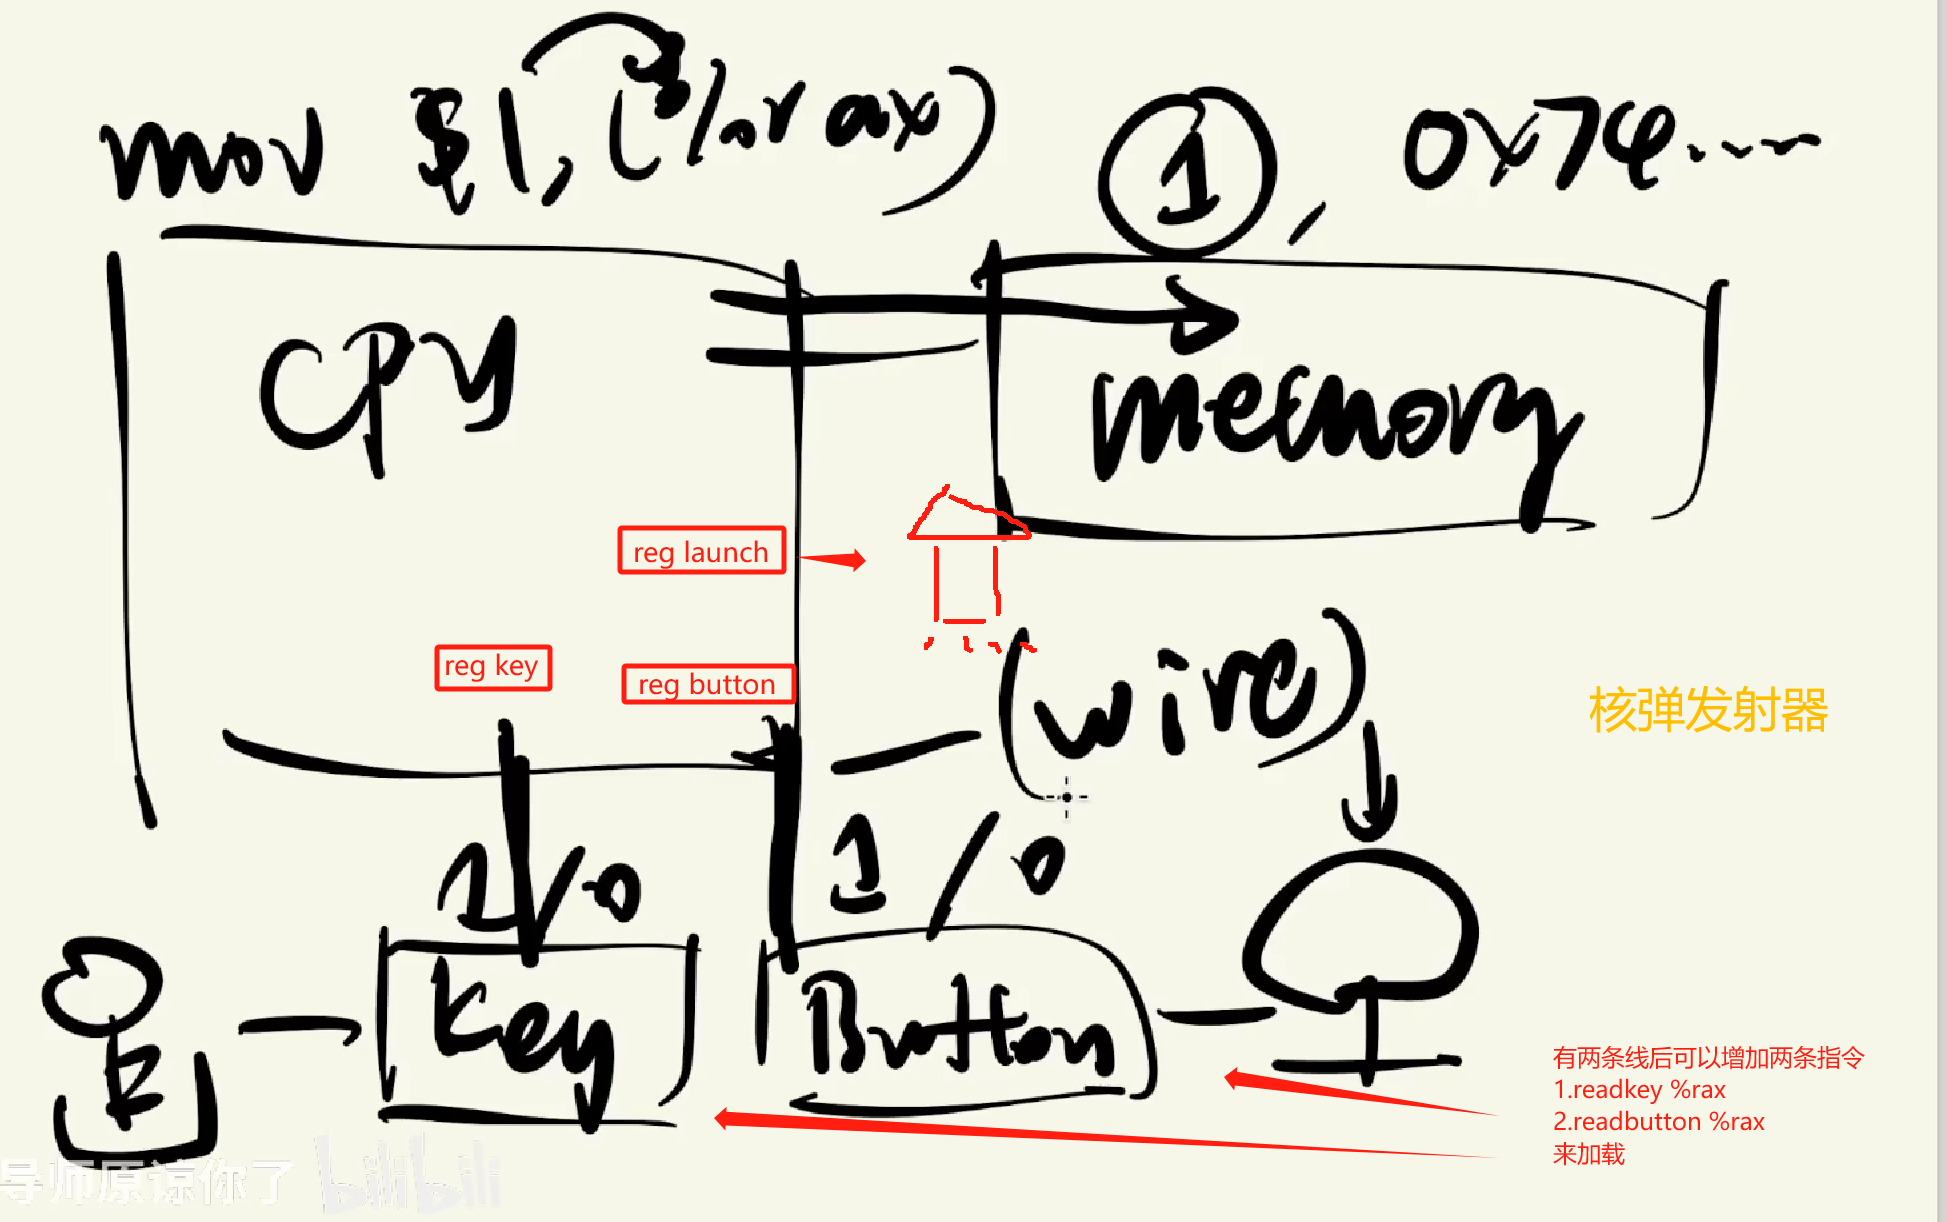 mov $1, (%rax)
1, 0x74....
CPU
memory
reg launch
reg key
reg button
(wire)
核弹发射器
1/0
1/0
Key
Button
有两条线后可以增加两条指令
1.readkey %rax
2.readbutton %rax
来加载
导师原谅你了
bilibili